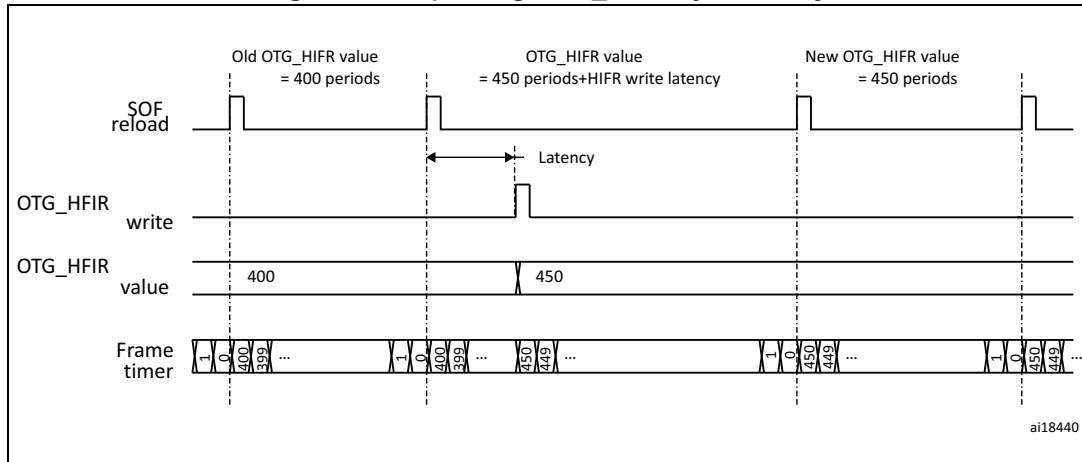 Old OTG_HIFR value
= 400 periods
OTG_HIFR value
= 450 periods+HIFR write latency
New OTG_HIFR value
= 450 periods
SOF
reload
Latency
OTG_HFIR
write
OTG_HFIR
value
400
450
Frame
timer
1 0 400 399 ... 1 0 400 399 ... 450 449 ... 1 0 450 449 ... 1 0 450 449 ...
ai18440